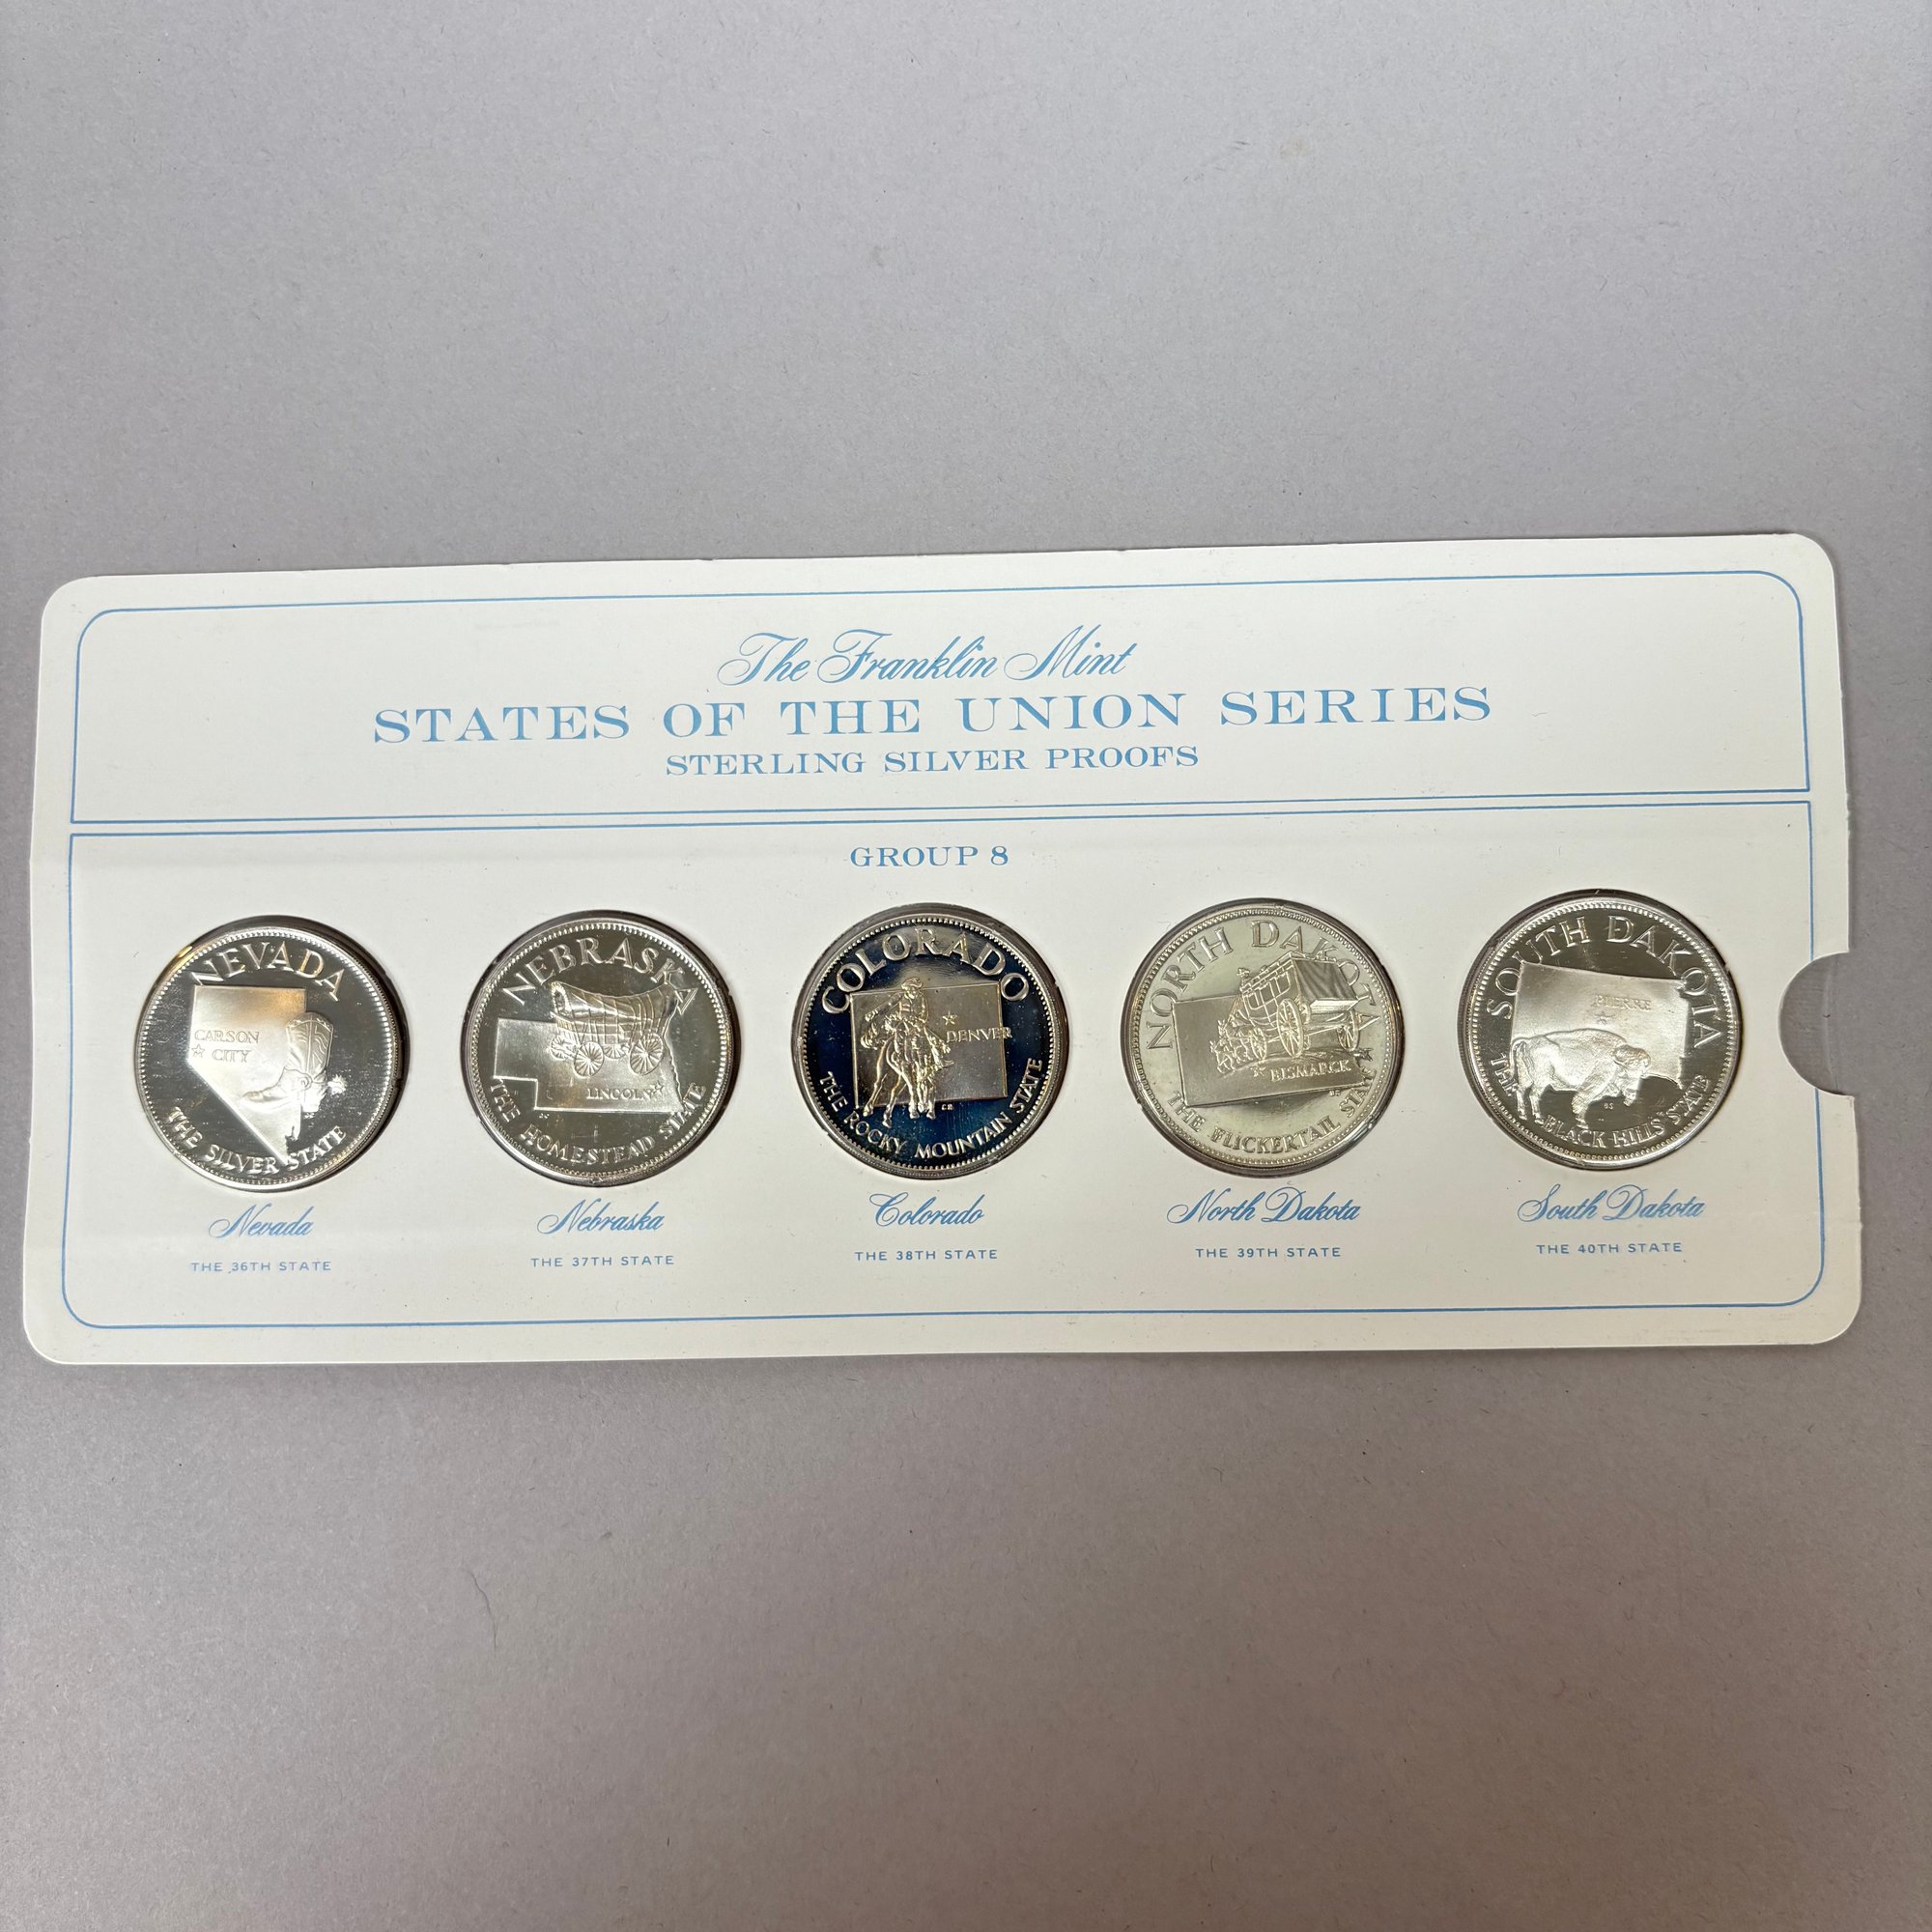 The Franklin Mint
STATES OF THE UNION SERIES
STERLING SILVER PROOFS
GROUP 8
NEVADA
CARSON
CITY
THE SILVER STATE
NEBRASKA
LINCOLN
THE HOMESTEAD STATE
COLORADO
DENVER
THE ROCKY MOUNTAIN STATE
NORTH DAKOTA
BISMARCK
THE FLICKERTAIL STATE
SOUTH DAKOTA
PIERRE
THE BLACK HILLS STATE
Nevada
THE 36TH STATE
Nebraska
THE 37TH STATE
Colorado
THE 38TH STATE
North Dakota
THE 39TH STATE
South Dakota
THE 40TH STATE